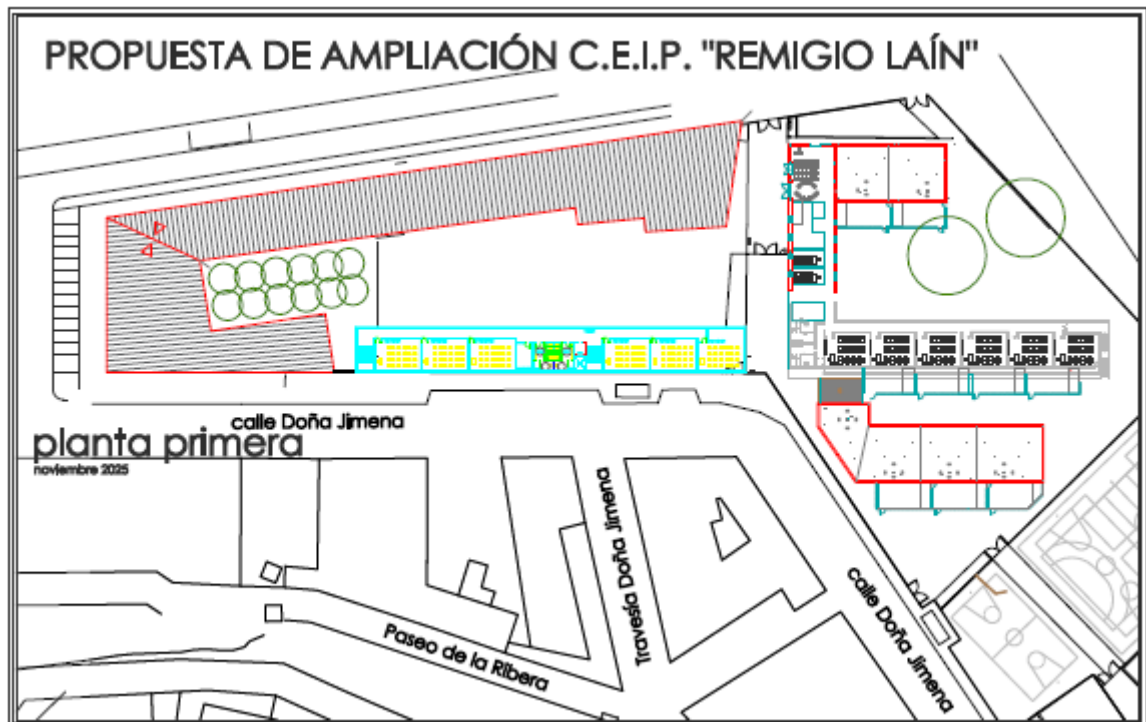 PROPUESTA DE AMPLIACIÓN C.E.I.P. "REMIGIO LAÍN"
calle Doña Jimena
planta primera
noviembre 2025
Travesía Doña Jimena
calle Doña Jimena
Paseo de la Ribera